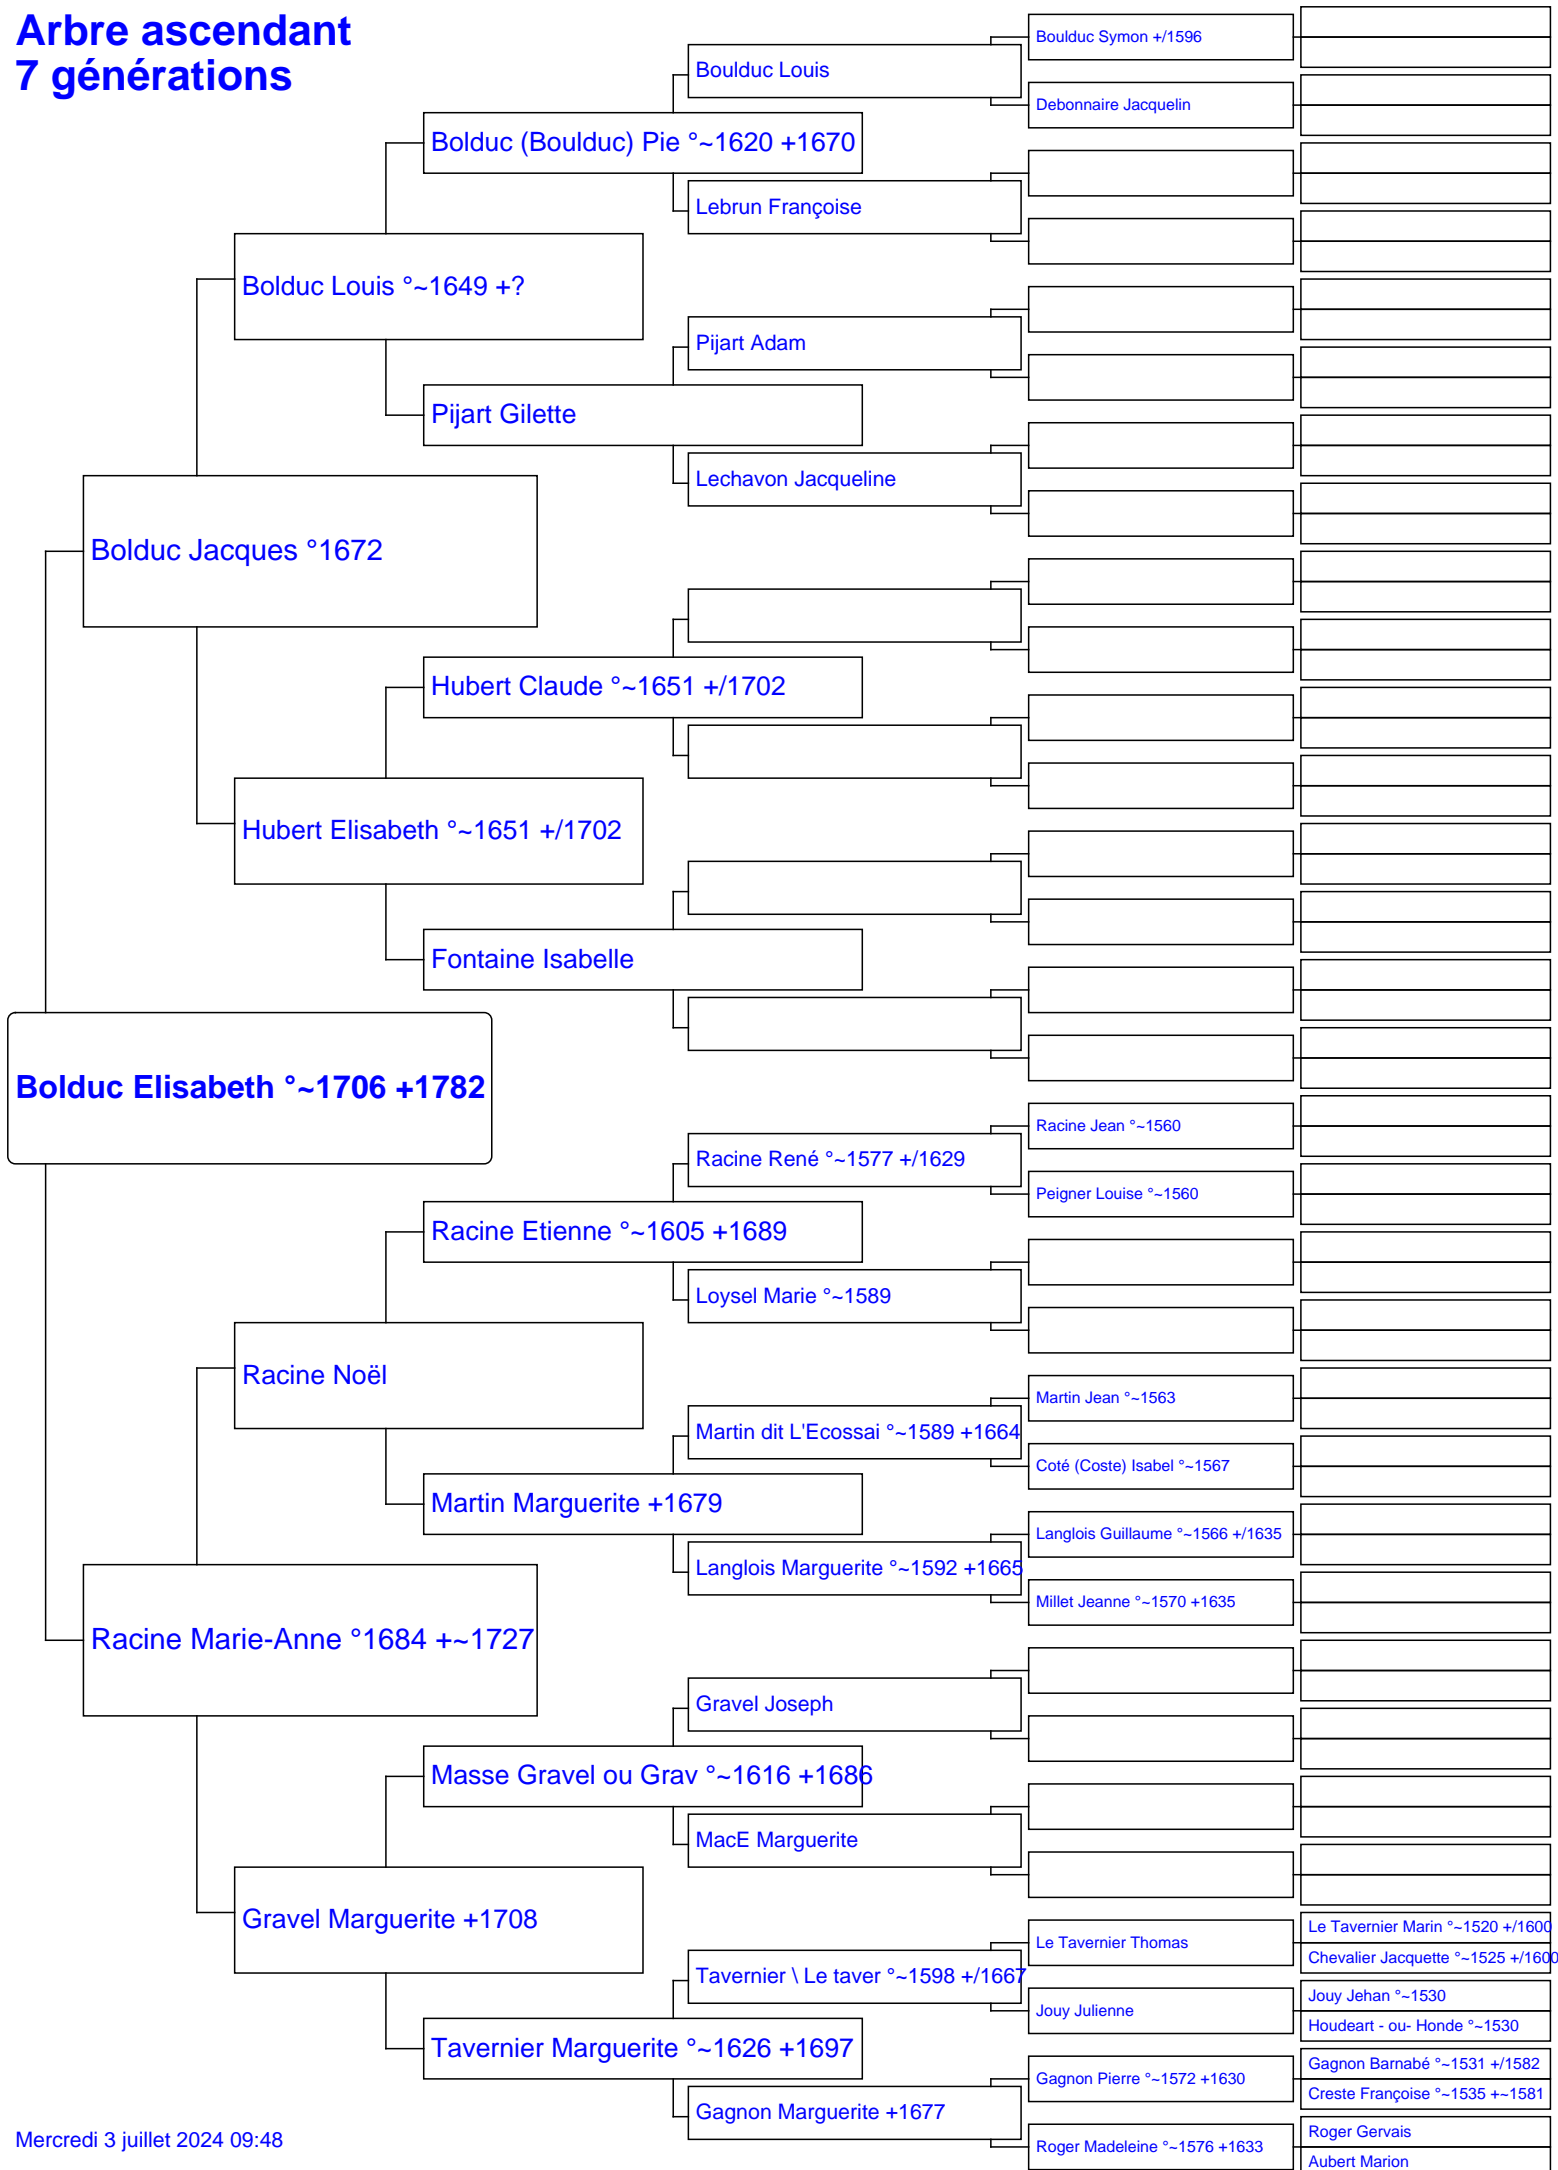 Arbre ascendant
7 générations
Boulduc Symon +/1596
Boulduc Louis
Debonnaire Jacquelin
Bolduc (Boulduc) Pie °~1620 +1670
Lebrun Françoise
Bolduc Louis °~1649 +?
Pijart Adam
Pijart Gilette
Lechavon Jacqueline
Bolduc Jacques °1672
Hubert Claude °~1651 +/1702
Hubert Elisabeth °~1651 +/1702
Fontaine Isabelle
Bolduc Elisabeth °~1706 +1782
Racine Jean °~1560
Racine René °~1577 +/1629
Peigner Louise °~1560
Racine Etienne °~1605 +1689
Loysel Marie °~1589
Racine Noël
Martin Jean °~1563
Martin dit L'Ecossai °~1589 +1664
Coté (Coste) Isabel °~1567
Martin Marguerite +1679
Langlois Guillaume °~1566 +/1635
Langlois Marguerite °~1592 +1665
Millet Jeanne °~1570 +1635
Racine Marie-Anne °1684 +~1727
Gravel Joseph
Masse Gravel ou Grav °~1616 +1686
MacE Marguerite
Gravel Marguerite +1708
Le Tavernier Marin °~1520 +/1600
Le Tavernier Thomas
Chevalier Jacquette °~1525 +/1600
Tavernier \ Le taver °~1598 +/1667
Jouy Jehan °~1530
Jouy Julienne
Houdeart - ou- Honde °~1530
Tavernier Marguerite °~1626 +1697
Gagnon Barnabé °~1531 +/1582
Gagnon Pierre °~1572 +1630
Creste Françoise °~1535 +~1581
Gagnon Marguerite +1677
Roger Gervais
Roger Madeleine °~1576 +1633
Aubert Marion
Mercredi 3 juillet 2024 09:48